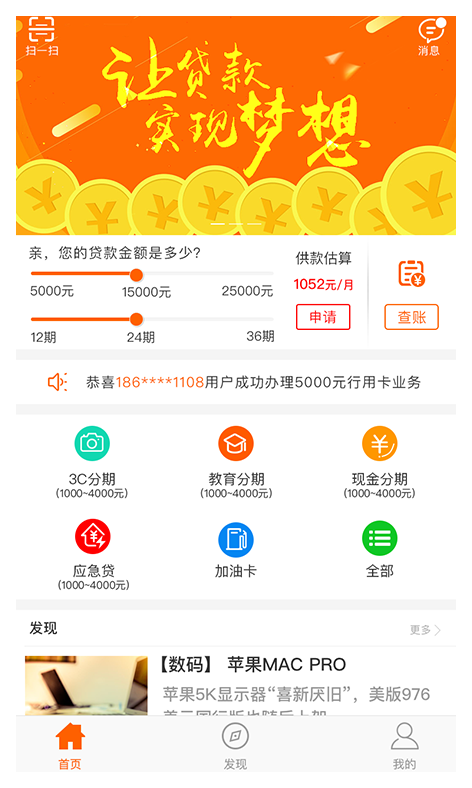 扫一扫
消息
让贷款
实现梦想
亲，您的贷款金额是多少?
供款估算
5000元
15000元
25000元
1052元/月
申请
查账
12期
24期
36期
恭喜186****1108用户成功办理5000元行用卡业务
3C分期
教育分期
现金分期
(1000~4000元)
(1000~4000元)
(1000~4000元)
应急贷
加油卡
全部
(1000~4000元)
发现
更多
【数码】 苹果MAC PRO
苹果5K显示器“喜新厌旧”，美版976
首页
发现
我的